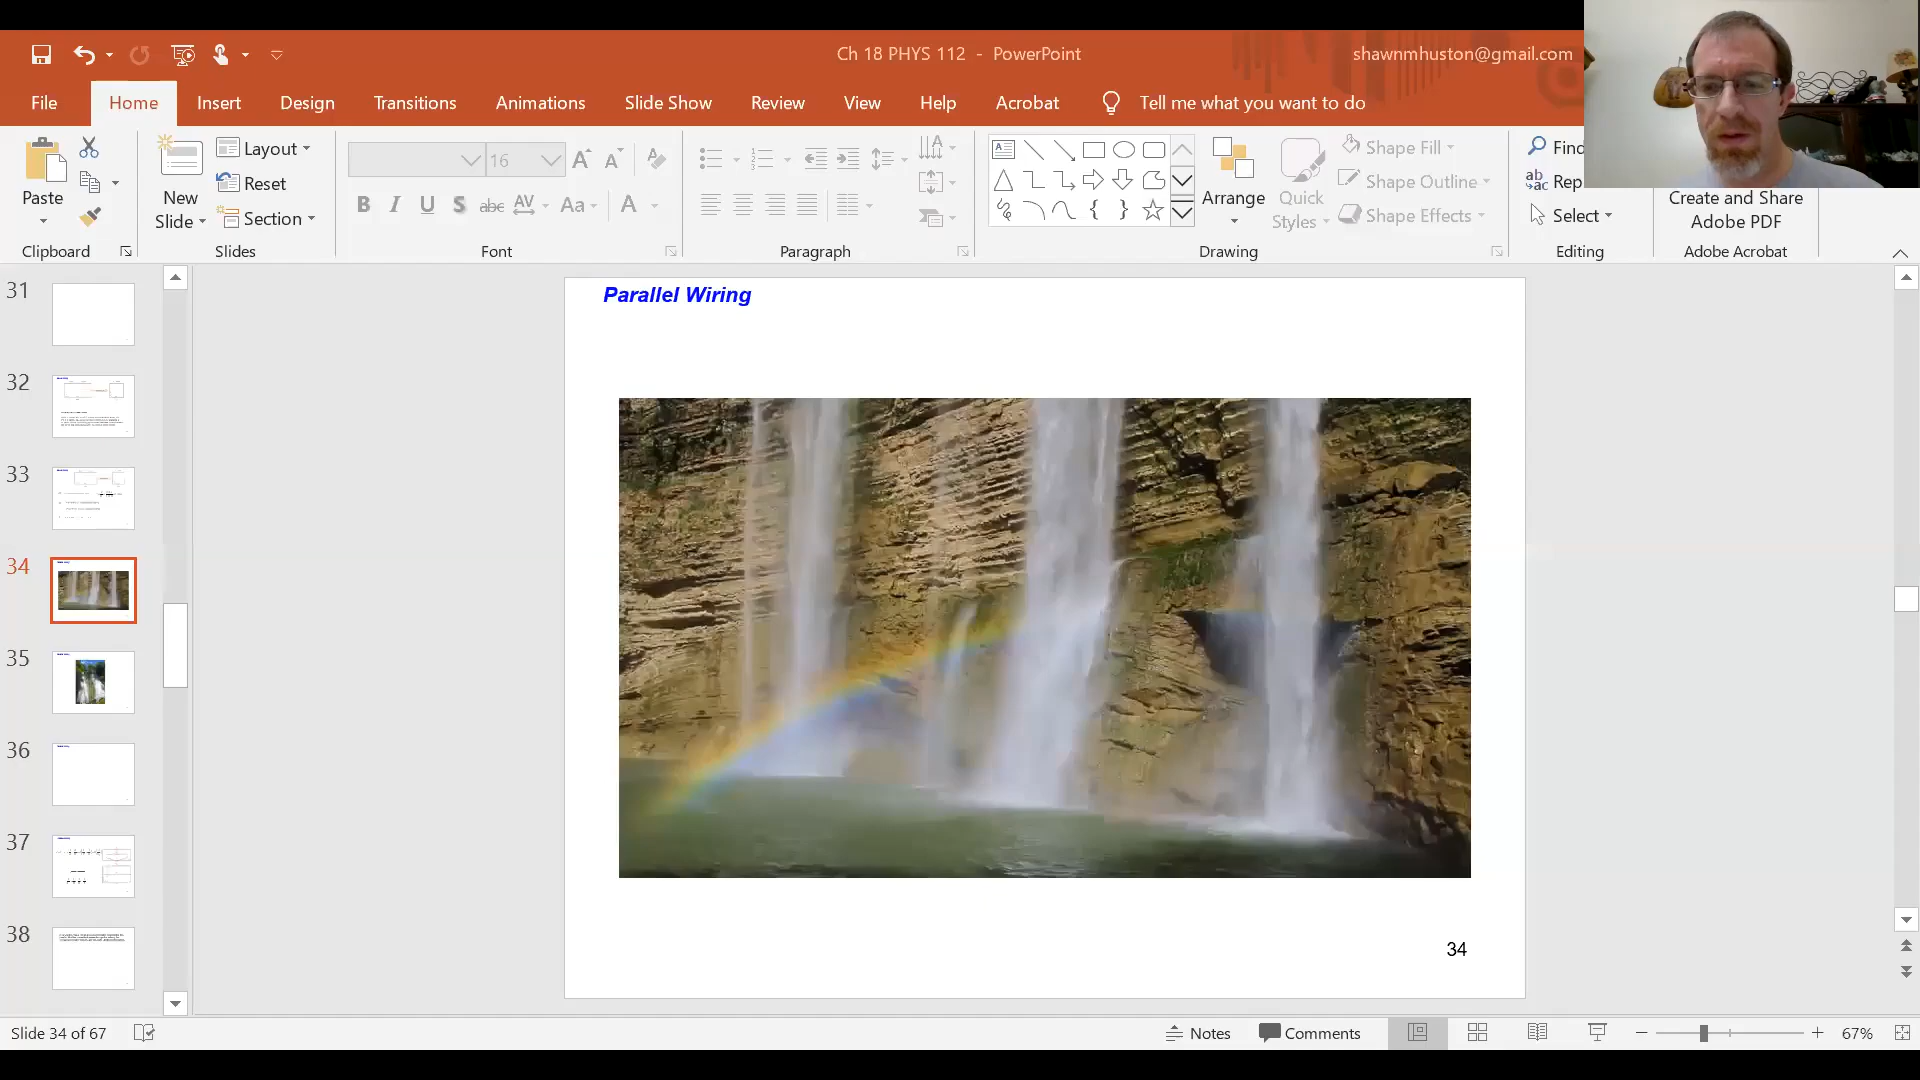 Ch 18 PHYS 112 - PowerPoint
shawnmhuston@gmail.com
File Home Insert Design Transitions Animations Slide Show Review View Help Acrobat Tell me what you want to do
Paste
Clipboard
New
Slide
Layout
Reset
Section
Slides
16
B I U S abc AV Aa A
Font
Paragraph
Arrange
Quick
Styles
Shape Fill
Shape Outline
Shape Effects
Drawing
Find
Rep
Select
Editing
Create and Share
Adobe PDF
Adobe Acrobat
31
32
33
34
35
36
37
38
Parallel Wiring
34
Slide 34 of 67
Notes
Comments
67%